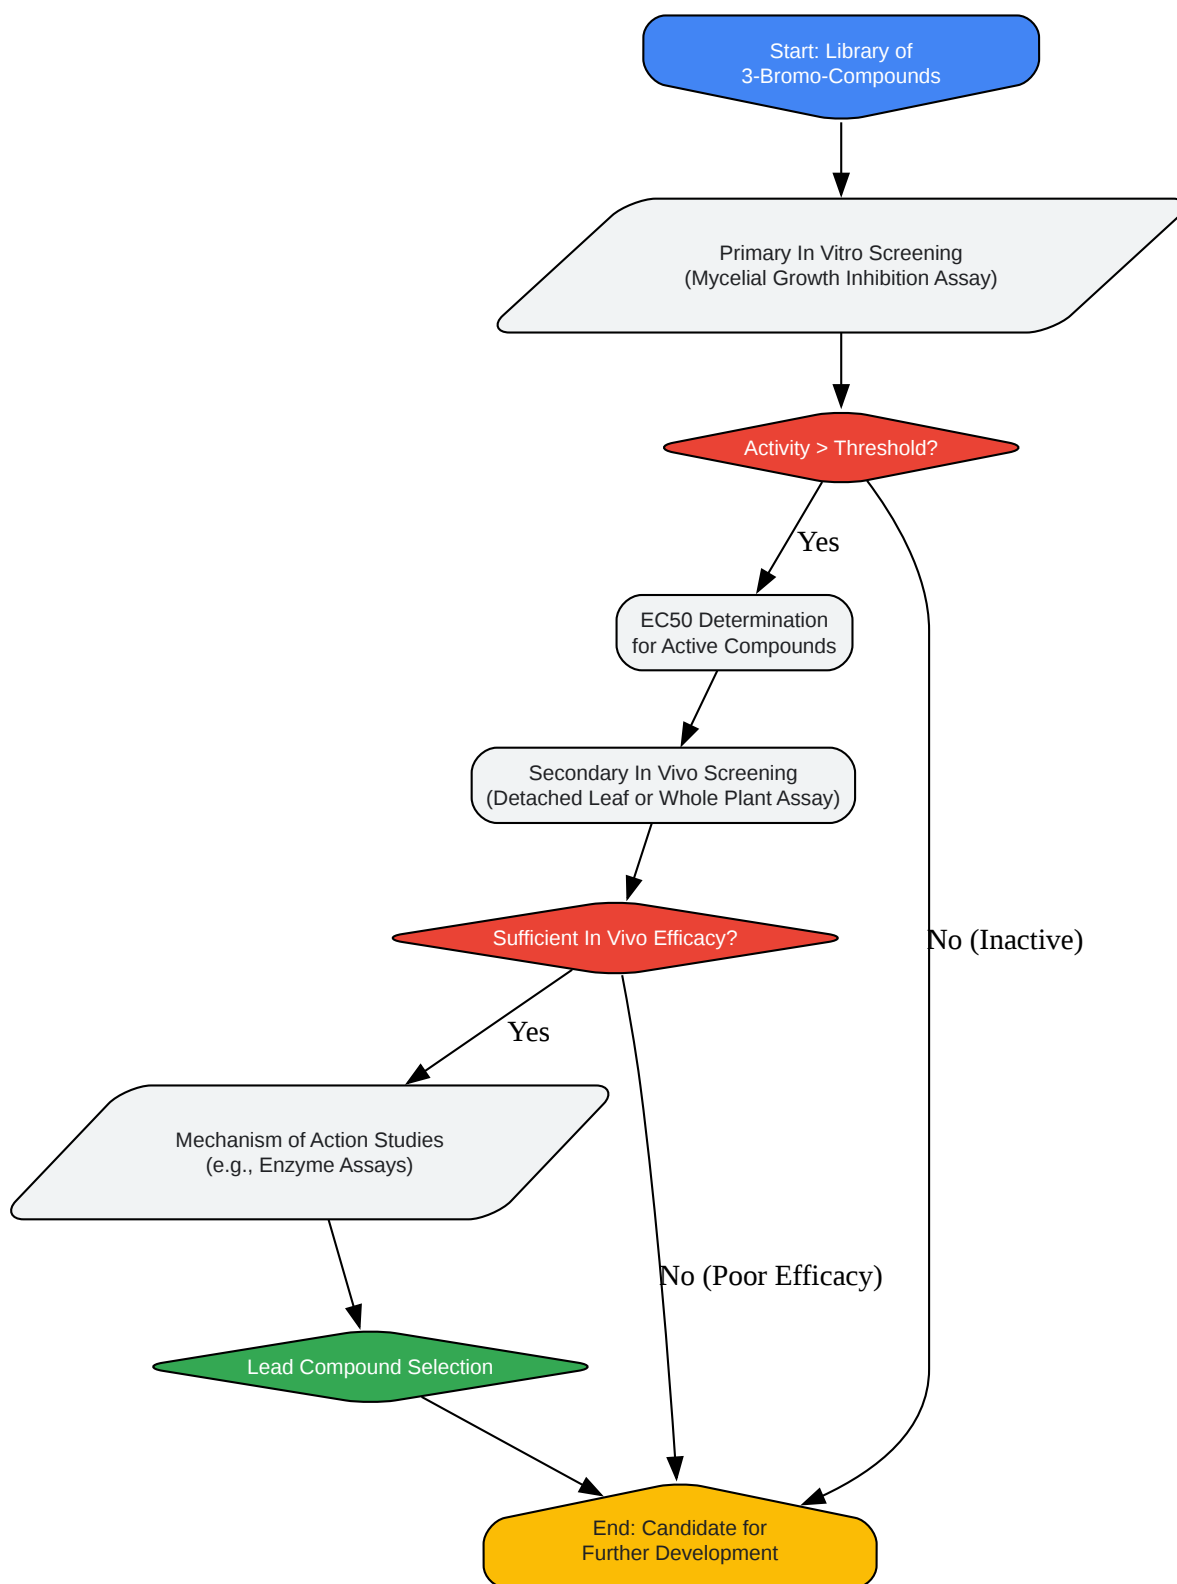 Start: Library of
3-Bromo-Compounds
Primary In Vitro Screening
(Mycelial Growth Inhibition Assay)
Activity > Threshold?
Yes
EC50 Determination
for Active Compounds
Secondary In Vivo Screening
(Detached Leaf or Whole Plant Assay)
Sufficient In Vivo Efficacy?
No (Inactive)
Yes
Mechanism of Action Studies
(e.g., Enzyme Assays)
No (Poor Efficacy)
Lead Compound Selection
End: Candidate for
Further Development